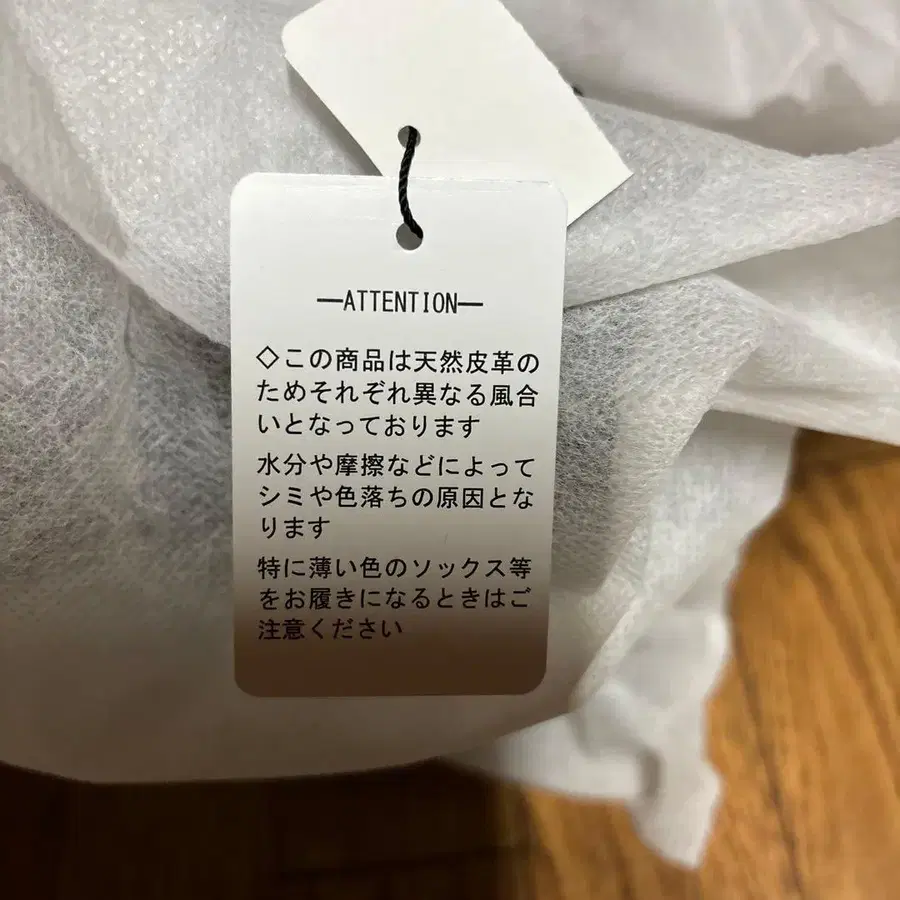 —ATTENTION—
◇この商品は天然皮革の
ためそれぞれ異なる風合
いとなっております
水分や摩擦などによって
シミや色落ちの原因とな
ります
特に薄い色のソックス等
をお履きになるときはご
注意ください